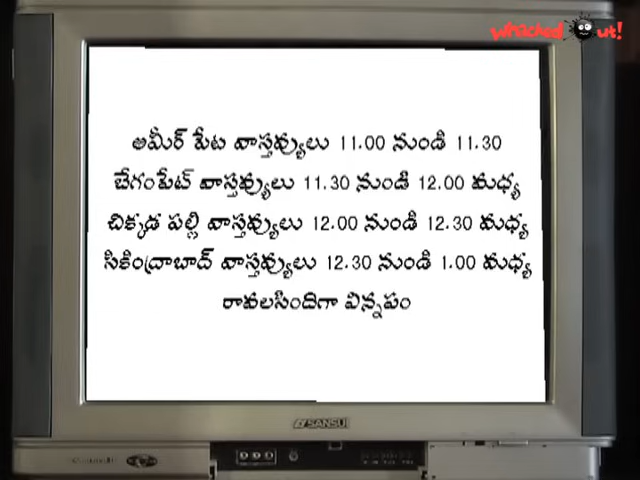 Whacked Out!
అమీర్ పేట వాస్తవ్యులు 11.00 నుండి 11.30
బేగంపేట్ వాస్తవ్యులు 11.30 నుండి 12.00 మధ్య
చిక్కడ పల్లి వాస్తవ్యులు 12.00 నుండి 12.30 మధ్య
సికింద్రాబాద్ వాస్తవ్యులు 12.30 నుండి 1.00 మధ్య
రావలసిందిగా విన్నపం
SANSUI